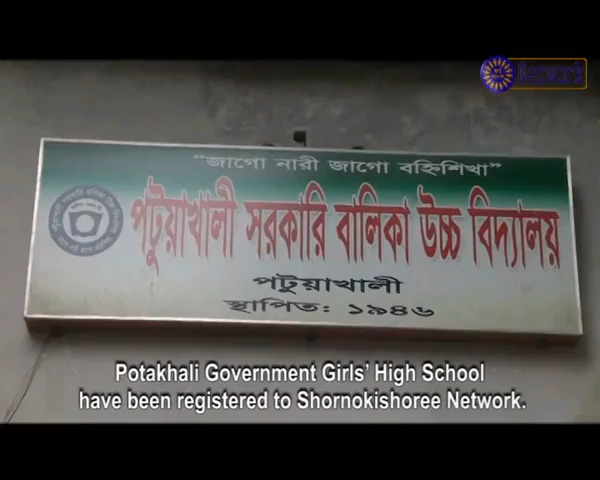 "জাগো নারী জাগো বহ্নিশিখা"
পটুয়াখালী সরকারি বালিকা উচ্চ বিদ্যালয়
পটুয়াখালী
স্থাপিত: ১৯৪৬
Potakhali Government Girls' High School
have been registered to Shornokishoree Network.